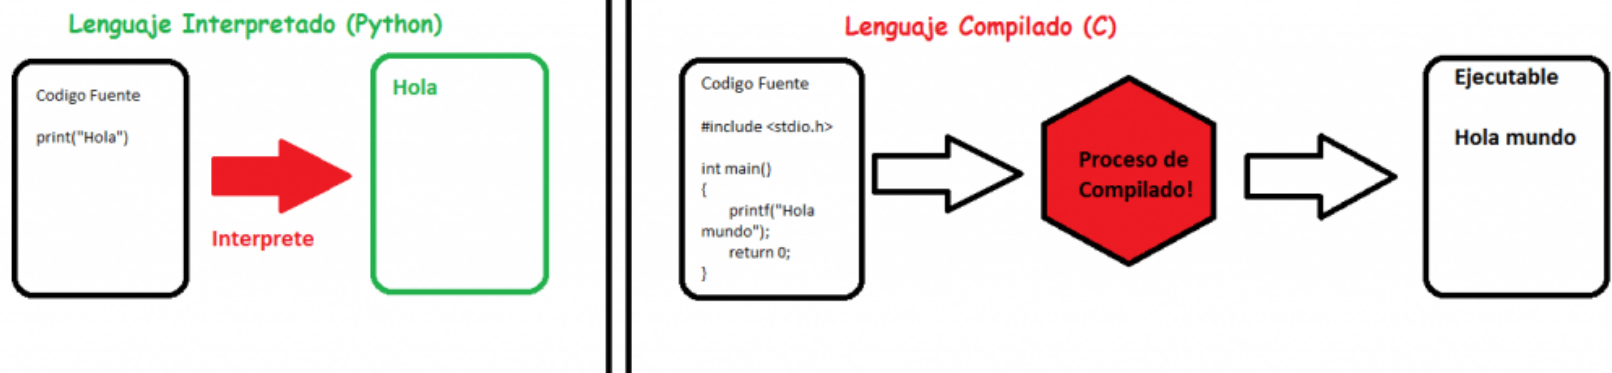 Lenguaje Interpretado (Python)
Codigo Fuente
print("Hola")
Interprete
Hola
Lenguaje Compilado (C)
Codigo Fuente
#include <stdio.h>
int main()
{
printf("Hola
mundo");
return 0;
}
Proceso de
Compilado!
Ejecutable
Hola mundo